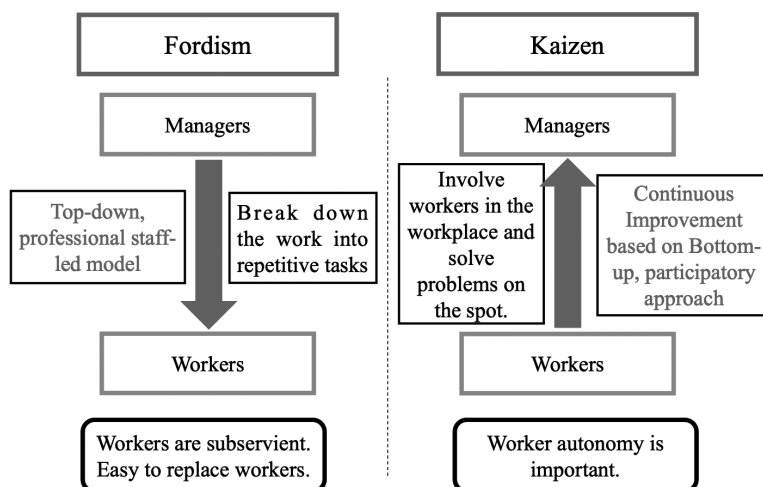 Fordism
Managers
Top-down,
professional staff-
led model
Break down
the work into
repetitive tasks
Workers
Workers are subservient.
Easy to replace workers.
Kaizen
Managers
Involve
workers in the
workplace and
solve
problems on
the spot.
Continuous
Improvement
based on Bottom-
up, participatory
approach
Workers
Worker autonomy is
important.